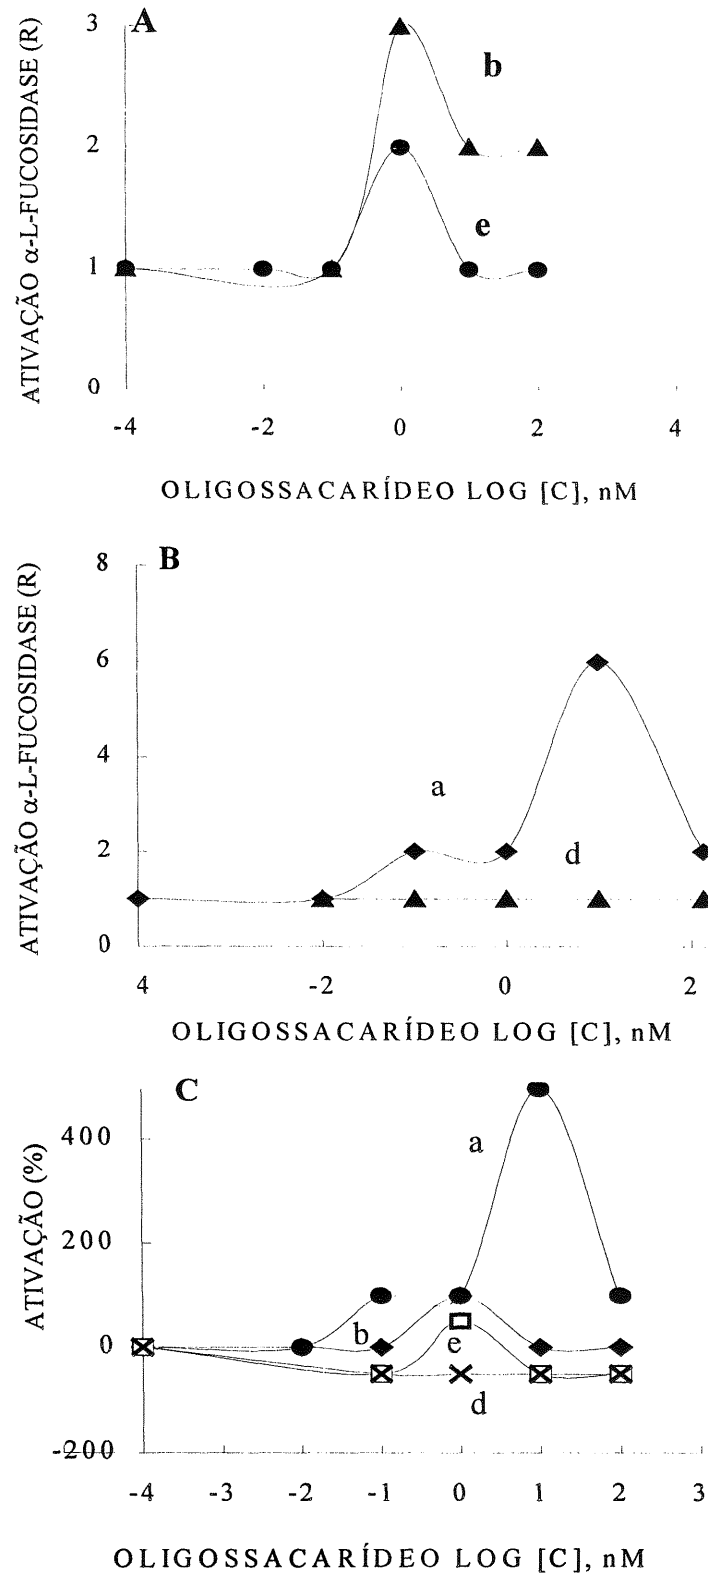 A
ATIVAÇÃO α-L-FUCOSIDASE (R)
3
b
2
e
1
0
-4 -2 0 2 4
OLIGOSSACARÍDEO LOG [C], nM
B
ATIVAÇÃO α-L-FUCOSIDASE (R)
8
6
4
a
2
d
0
4 -2 0 2
OLIGOSSACARÍDEO LOG [C], nM
C
ATIVAÇÃO (%)
400
a
200
b
e
0
d
-200
-4 -3 -2 -1 0 1 2 3
OLIGOSSACARÍDEO LOG [C], nM